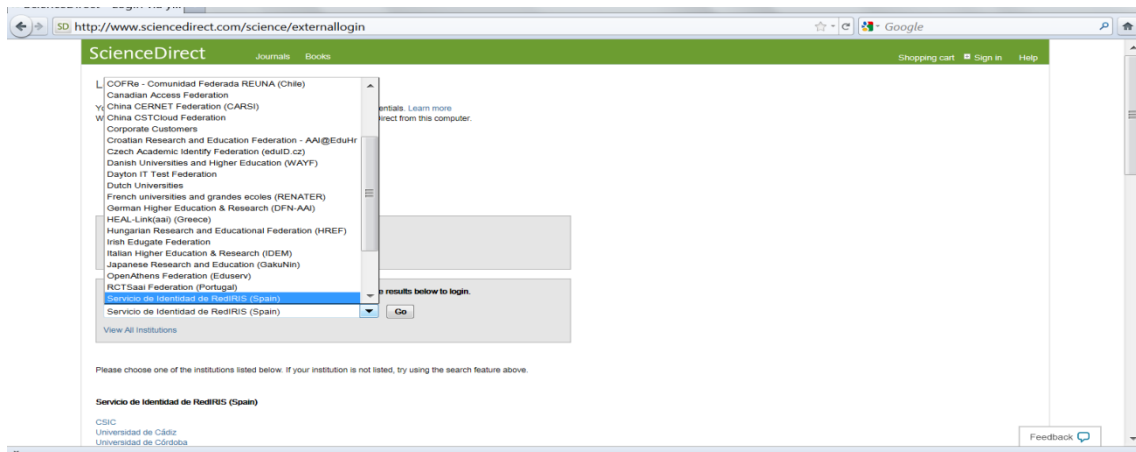 SD http://www.sciencedirect.com/science/externallogin
Google
ScienceDirect Journals Books Shopping cart Sign in Help
L
COFRe - Comunidad Federada REUNA (Chile)
Canadian Access Federation
China CERNET Federation (CARSI)
entials. Learn more
China CSTCloud Federation
irect from this computer.
Corporate Customers
Croatian Research and Education Federation - AAI@EduHr
Czech Academic Identify Federation (eduID.cz)
Danish Universities and Higher Education (WAYF)
Dayton IT Test Federation
Dutch Universities
French universities and grandes ecoles (RENATER)
German Higher Education & Research (DFN-AAI)
HEAL-Link(aai) (Greece)
Hungarian Research and Educational Federation (HREF)
Irish Edugate Federation
Italian Higher Education & Research (IDEM)
Japanese Research and Education (GakuNin)
OpenAthens Federation (Eduserv)
RCTSaai Federation (Portugal)
e results below to login.
Servicio de Identidad de RedIRIS (Spain)
Servicio de Identidad de RedIRIS (Spain) Go
View All Institutions
Please choose one of the institutions listed below. If your institution is not listed, try using the search feature above.
Servicio de Identidad de RedIRIS (Spain)
CSIC
Universidad de Cádiz
Universidad de Córdoba
Feedback